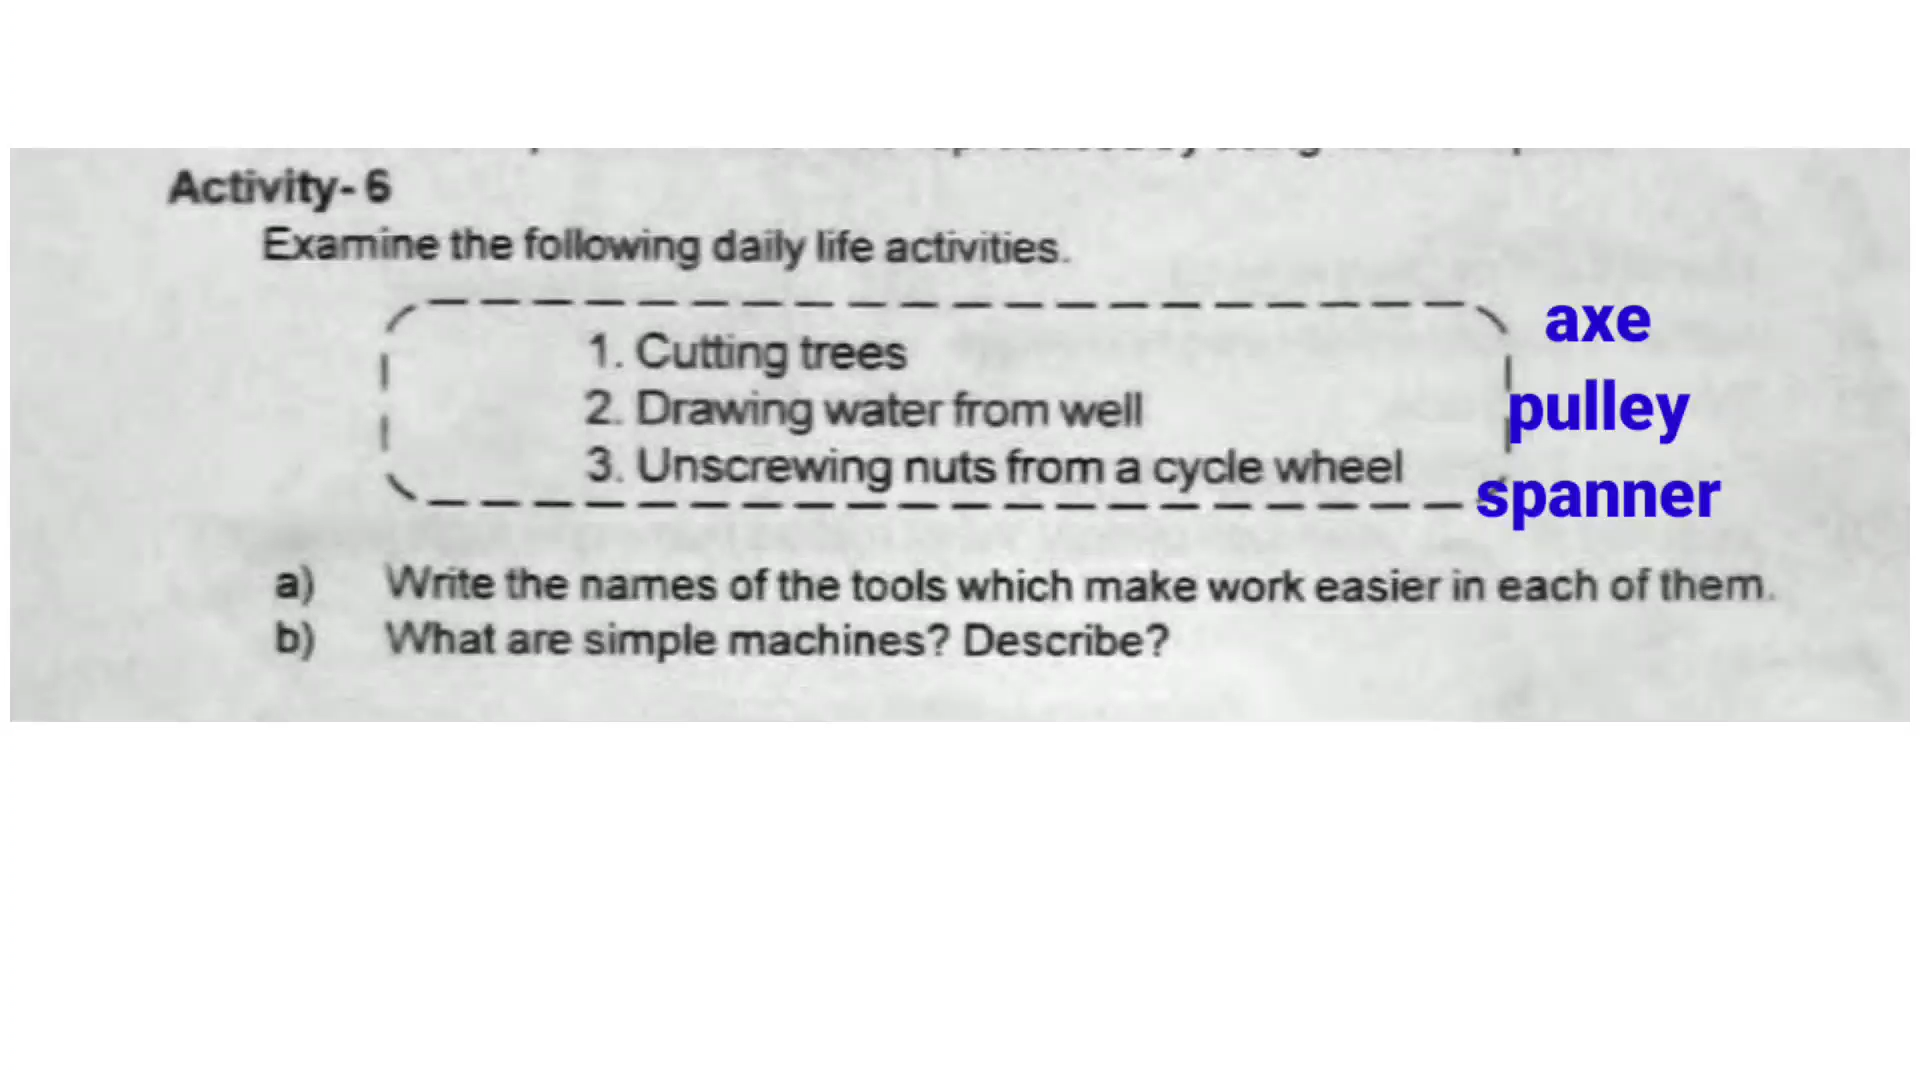 Activity- 6
Examine the following daily life activities.
1. Cutting trees
axe
2. Drawing water from well
pulley
3. Unscrewing nuts from a cycle wheel
spanner
a) Write the names of the tools which make work easier in each of them.
b) What are simple machines? Describe?